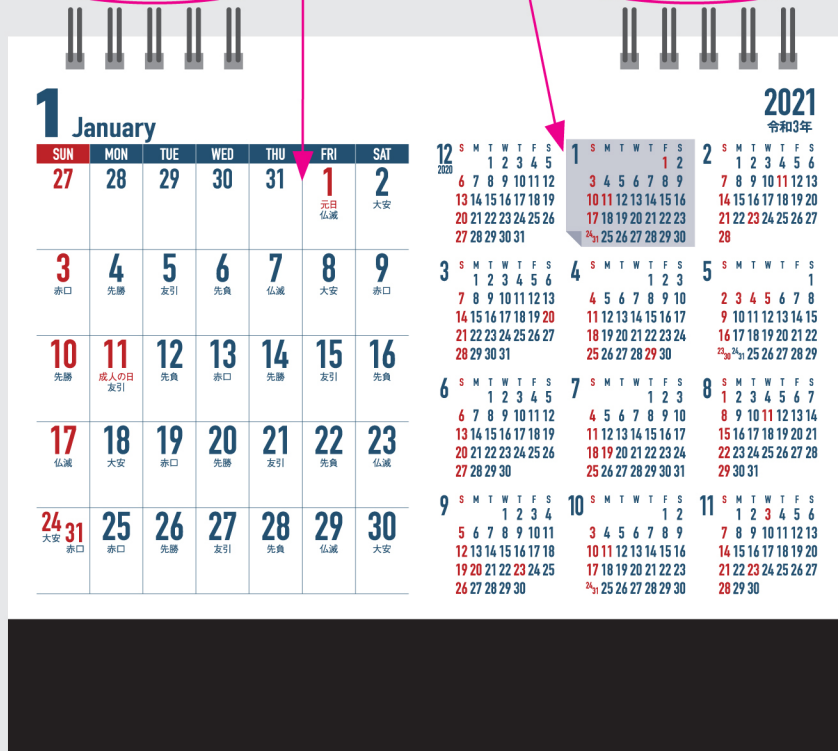 1 January
2021
令和3年
SUN MON TUE WED THU FRI SAT
27 28 29 30 31 1 2
元日
仏滅 大安
3 4 5 6 7 8 9
赤口 先勝 友引 先負 仏滅 大安 赤口
10 11 12 13 14 15 16
先勝 成人の日 先負 赤口 先勝 友引 先負
友引
17 18 19 20 21 22 23
仏滅 大安 赤口 先勝 友引 先負 仏滅
24 31 25 26 27 28 29 30
大安 赤口 赤口 先勝 友引 先負 仏滅 大安
12
2020
S M T W T F S
1 2 3 4 5
6 7 8 9 10 11 12
13 14 15 16 17 18 19
20 21 22 23 24 25 26
27 28 29 30 31
1
S M T W T F S
1 2
3 4 5 6 7 8 9
10 11 12 13 14 15 16
17 18 19 20 21 22 23
24 31 25 26 27 28 29 30
2
S M T W T F S
1 2 3 4 5 6
7 8 9 10 11 12 13
14 15 16 17 18 19 20
21 22 23 24 25 26 27
28
3
S M T W T F S
1 2 3 4 5 6
7 8 9 10 11 12 13
14 15 16 17 18 19 20
21 22 23 24 25 26 27
28 29 30 31
4
S M T W T F S
1 2 3
4 5 6 7 8 9 10
11 12 13 14 15 16 17
18 19 20 21 22 23 24
25 26 27 28 29 30
5
S M T W T F S
1
2 3 4 5 6 7 8
9 10 11 12 13 14 15
16 17 18 19 20 21 22
23 30 24 31 25 26 27 28 29
6
S M T W T F S
1 2 3 4 5
6 7 8 9 10 11 12
13 14 15 16 17 18 19
20 21 22 23 24 25 26
27 28 29 30
7
S M T W T F S
1 2 3
4 5 6 7 8 9 10
11 12 13 14 15 16 17
18 19 20 21 22 23 24
25 26 27 28 29 30 31
8
S M T W T F S
1 2 3 4 5 6 7
8 9 10 11 12 13 14
15 16 17 18 19 20 21
22 23 24 25 26 27 28
29 30 31
9
S M T W T F S
1 2 3 4
5 6 7 8 9 10 11
12 13 14 15 16 17 18
19 20 21 22 23 24 25
26 27 28 29 30
10
S M T W T F S
1 2
3 4 5 6 7 8 9
10 11 12 13 14 15 16
17 18 19 20 21 22 23
24 31 25 26 27 28 29 30
11
S M T W T F S
1 2 3 4 5 6
7 8 9 10 11 12 13
14 15 16 17 18 19 20
21 22 23 24 25 26 27
28 29 30